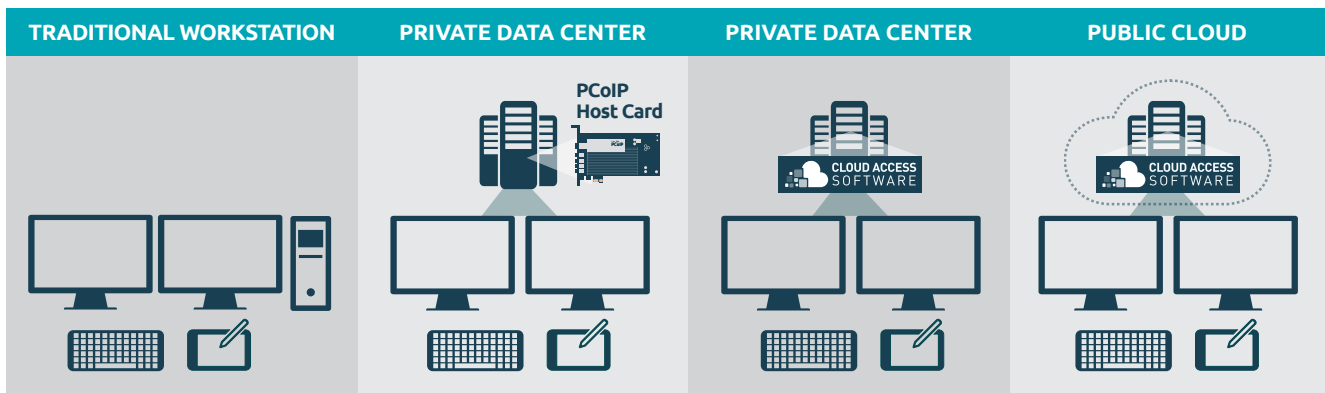 TRADITIONAL WORKSTATION
PRIVATE DATA CENTER
PRIVATE DATA CENTER
PUBLIC CLOUD
PCoIP
Host Card
PCoIP
CLOUD ACCESS
SOFTWARE
CLOUD ACCESS
SOFTWARE